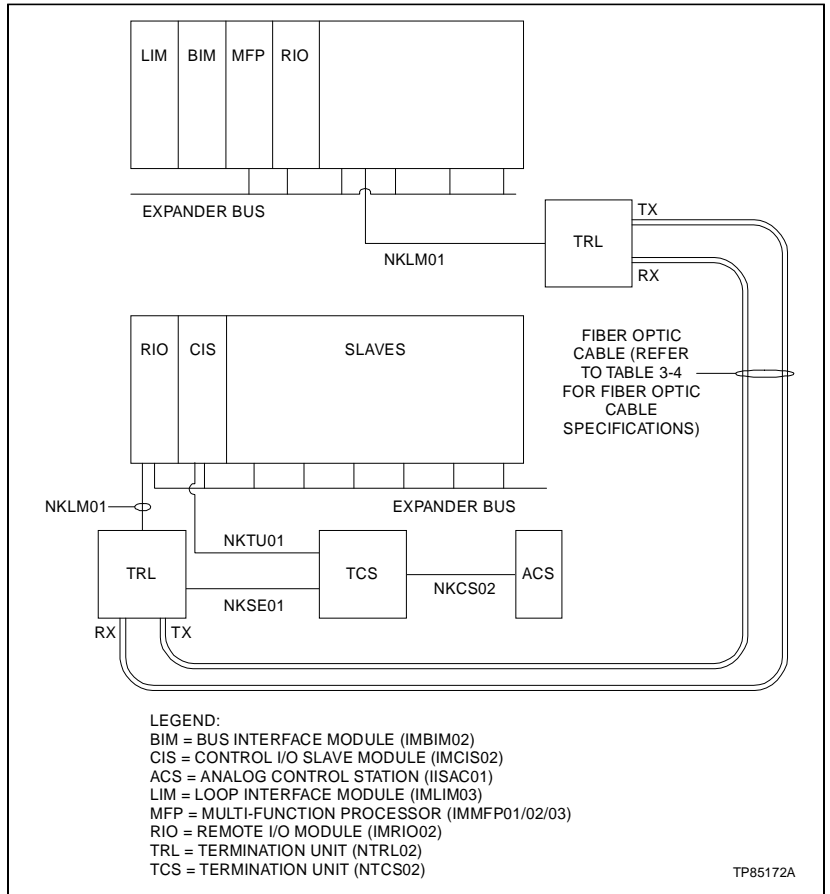 LIM BIM MFP RIO
EXPANDER BUS
NKLM01
TRL
TX
RX
FIBER OPTIC
CABLE (REFER
TO TABLE 3-4
FOR FIBER OPTIC
CABLE
SPECIFICATIONS)
RIO CIS SLAVES
EXPANDER BUS
NKLM01
TRL
RX TX
NKTU01
NKSE01
TCS
NKCS02
ACS
LEGEND:
BIM = BUS INTERFACE MODULE (IMBIM02)
CIS = CONTROL I/O SLAVE MODULE (IMCIS02)
ACS = ANALOG CONTROL STATION (IISAC01)
LIM = LOOP INTERFACE MODULE (IMLIM03)
MFP = MULTI-FUNCTION PROCESSOR (IMMFP01/02/03)
RIO = REMOTE I/O MODULE (IMRIO02)
TRL = TERMINATION UNIT (NTRL02)
TCS = TERMINATION UNIT (NTCS02)
TP85172A